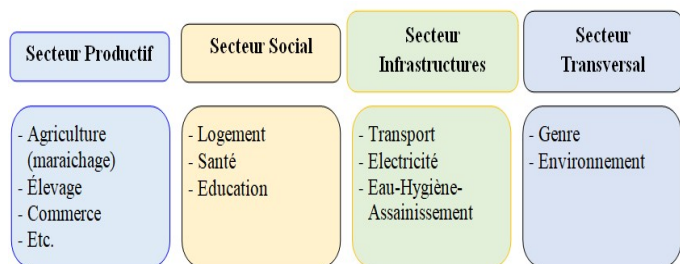 Secteur Productif
- Agriculture
(maraichage)
- Élevage
- Commerce
- Etc.
Secteur Social
- Logement
- Santé
- Education
Secteur
Infrastructures
- Transport
- Electricité
- Eau-Hygiène-
Assainissement
Secteur
Transversal
- Genre
- Environnement